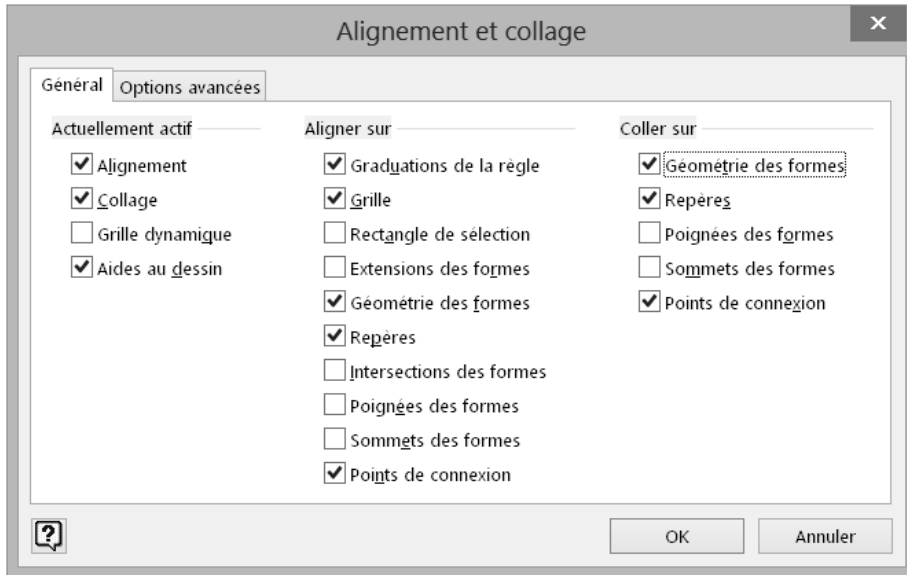 Alignement et collage
Général
Options avancées
Actuellement actif
Alignement
Collage
Grille dynamique
Aides au dessin
Aligner sur
Graduations de la règle
Grille
Rectangle de sélection
Extensions des formes
Géométrie des formes
Repères
Intersections des formes
Poignées des formes
Sommets des formes
Points de connexion
Coller sur
Géométrie des formes
Repères
Poignées des formes
Sommets des formes
Points de connexion
OK
Annuler